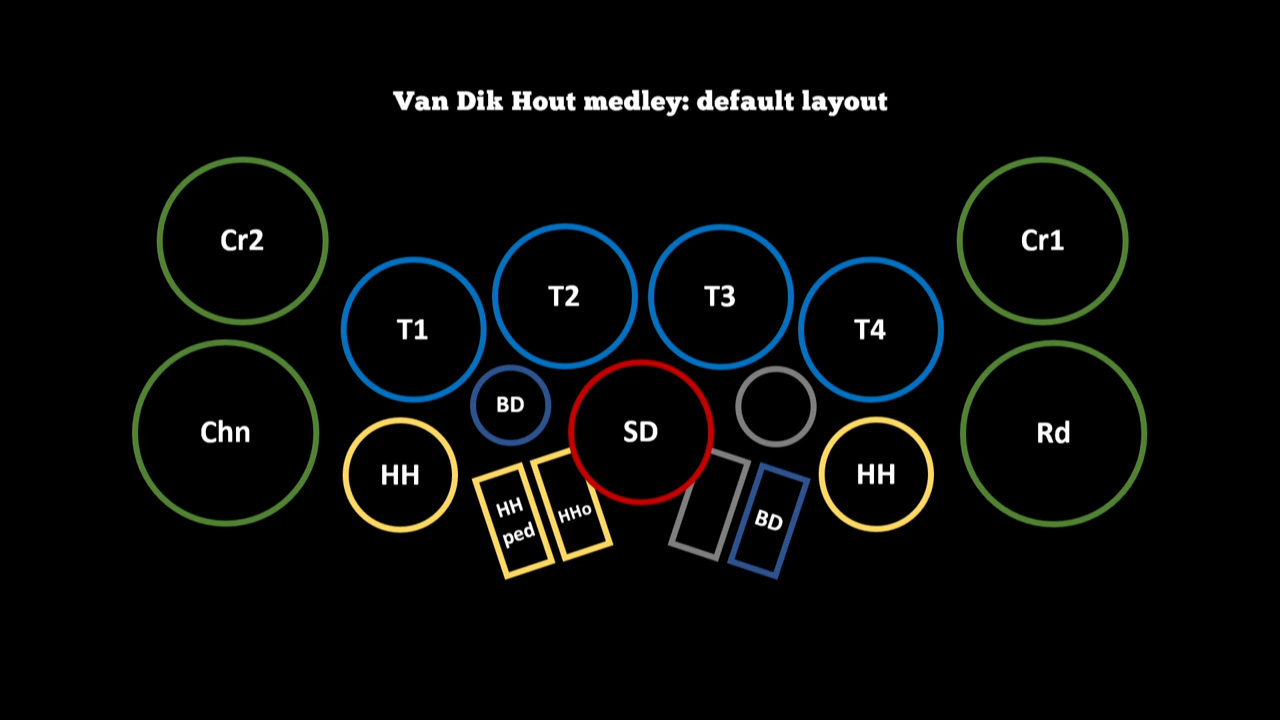 Van Dik Hout medley: default layout
Cr2
Cr1
T2
T3
T1
T4
BD
Chn
SD
Rd
HH
HH
HH
ped
HHo
BD